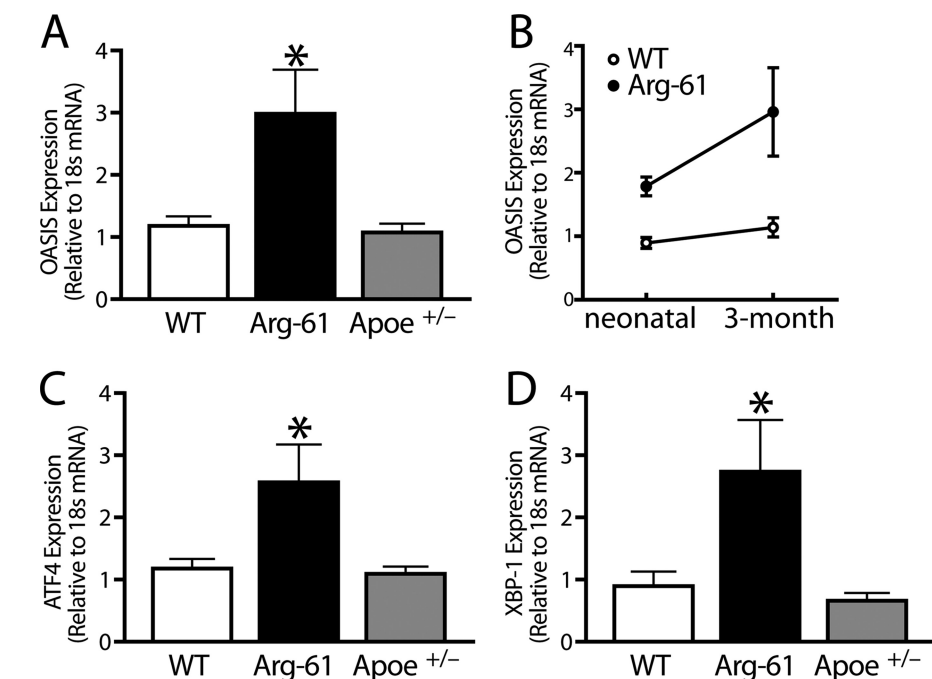 A
OASIS Expression
(Relative to 18s mRNA)
4
3
2
1
0
*
WT
Arg-61
Apoe +/–
B
OASIS Expression
(Relative to 18s mRNA)
4
3
2
1
0
WT
Arg-61
neonatal
3-month
C
ATF4 Expression
(Relative to 18s mRNA)
4
3
2
1
0
*
WT
Arg-61
Apoe +/–
D
XBP-1 Expression
(Relative to 18s mRNA)
4
3
2
1
0
*
WT
Arg-61
Apoe +/–